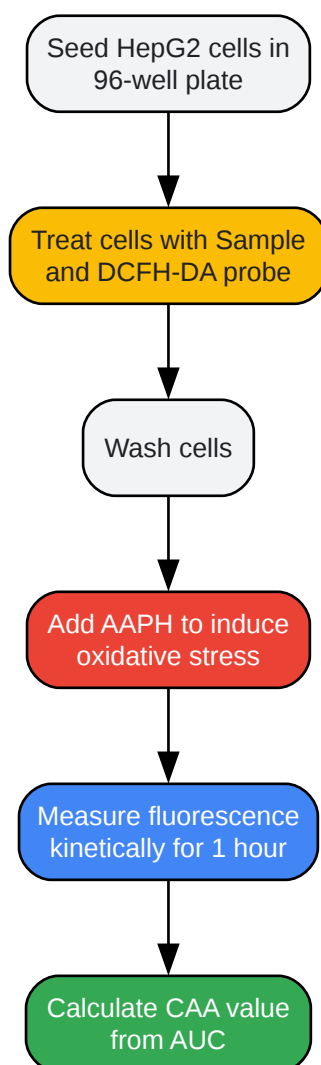 Seed HepG2 cells in
96-well plate
Treat cells with Sample
and DCFH-DA probe
Wash cells
Add AAPH to induce
oxidative stress
Measure fluorescence
kinetically for 1 hour
Calculate CAA value
from AUC